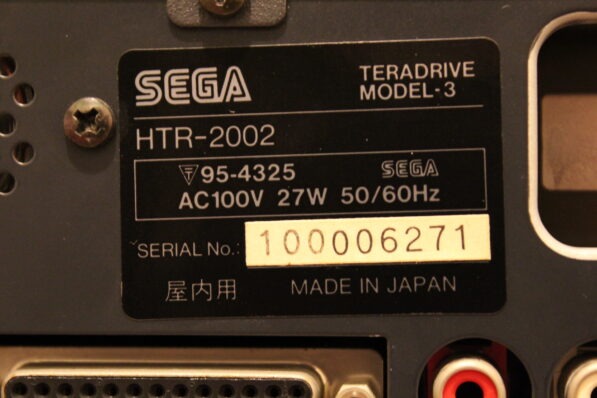 SEGA
TERADRIVE
MODEL-3
HTR-2002
95-4325 SEGA
AC100V 27W 50/60Hz
SERIAL No.: 100006271
屋内用 MADE IN JAPAN